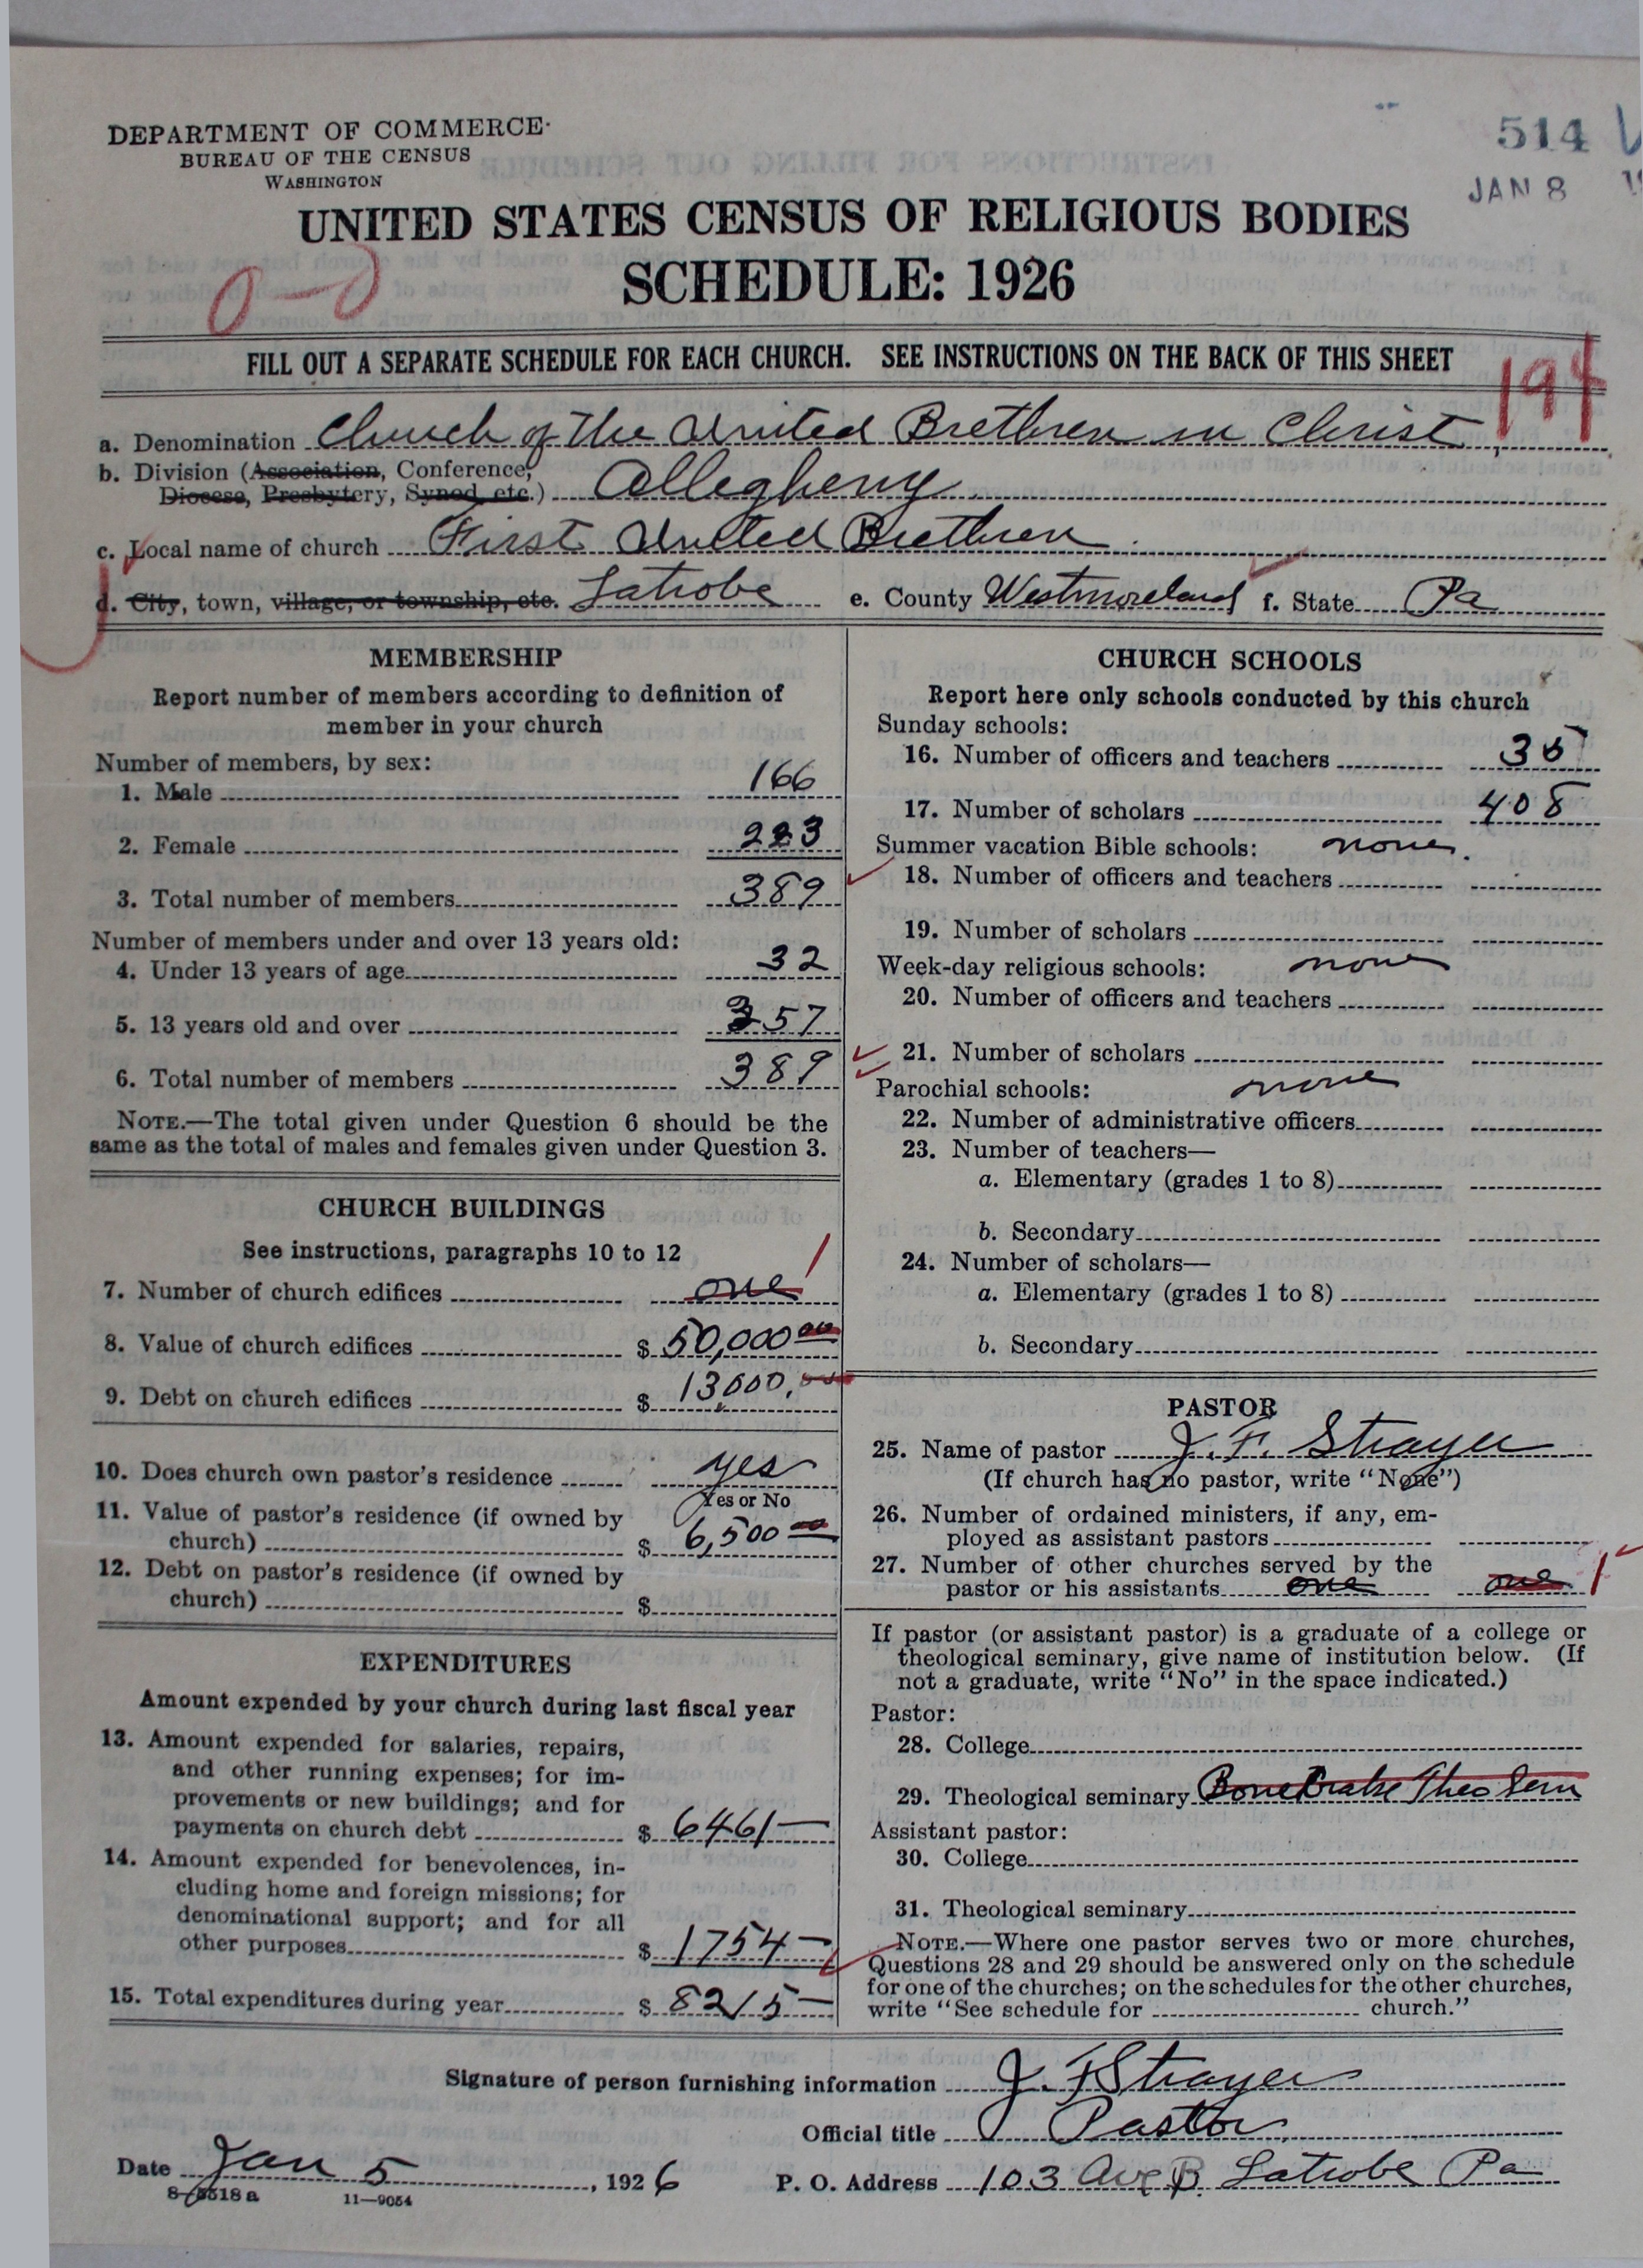 DEPARTMENT OF COMMERCE
BUREAU OF THE CENSUS
WASHINGTON
514
JAN 8
UNITED STATES CENSUS OF RELIGIOUS BODIES
SCHEDULE: 1926
FILL OUT A SEPARATE SCHEDULE FOR EACH CHURCH. SEE INSTRUCTIONS ON THE BACK OF THIS SHEET
194
a. Denomination Church of the United Brethren in Christ
b. Division (Association, Conference,
Diocese, Presbytery, Synod, etc.) Allegheny
c. Local name of church First United Brethren
d. City, town, village, or township, etc. Latrobe e. County Westmoreland f. State Pa
MEMBERSHIP
Report number of members according to definition of
member in your church
Number of members, by sex:
1. Male 166
2. Female 223
3. Total number of members 389
Number of members under and over 13 years old:
4. Under 13 years of age 32
5. 13 years old and over 357
6. Total number of members 389
NOTE.—The total given under Question 6 should be the
same as the total of males and females given under Question 3.
CHURCH BUILDINGS
See instructions, paragraphs 10 to 12
7. Number of church edifices one 1
8. Value of church edifices $ 50,000 00
9. Debt on church edifices $ 13,000.00
10. Does church own pastor's residence yes
Yes or No
11. Value of pastor's residence (if owned by
church) $ 6,500 00
12. Debt on pastor's residence (if owned by
church) $
EXPENDITURES
Amount expended by your church during last fiscal year
13. Amount expended for salaries, repairs,
and other running expenses; for im-
provements or new buildings; and for
payments on church debt $ 6461—
14. Amount expended for benevolences, in-
cluding home and foreign missions; for
denominational support; and for all
other purposes $ 1754—
15. Total expenditures during year $ 8215—
CHURCH SCHOOLS
Report here only schools conducted by this church
Sunday schools:
16. Number of officers and teachers 35
17. Number of scholars 408
Summer vacation Bible schools: none.
18. Number of officers and teachers
19. Number of scholars
Week-day religious schools: none
20. Number of officers and teachers
21. Number of scholars
Parochial schools: none
22. Number of administrative officers
23. Number of teachers—
a. Elementary (grades 1 to 8)
b. Secondary
24. Number of scholars—
a. Elementary (grades 1 to 8)
b. Secondary
PASTOR
25. Name of pastor J. F. Strayer
(If church has no pastor, write "None")
26. Number of ordained ministers, if any, em-
ployed as assistant pastors
27. Number of other churches served by the
pastor or his assistants one one 1
If pastor (or assistant pastor) is a graduate of a college or
theological seminary, give name of institution below. (If
not a graduate, write "No" in the space indicated.)
Pastor:
28. College
29. Theological seminary Bonebrake Theo Sem
Assistant pastor:
30. College
31. Theological seminary
NOTE.—Where one pastor serves two or more churches,
Questions 28 and 29 should be answered only on the schedule
for one of the churches; on the schedules for the other churches,
write "See schedule for church."
Signature of person furnishing information J. F Strayer
Official title Pastor
Date Jan 5, 1926 P. O. Address 103 Ave B. Latrobe Pa
8—5518a 11—9054